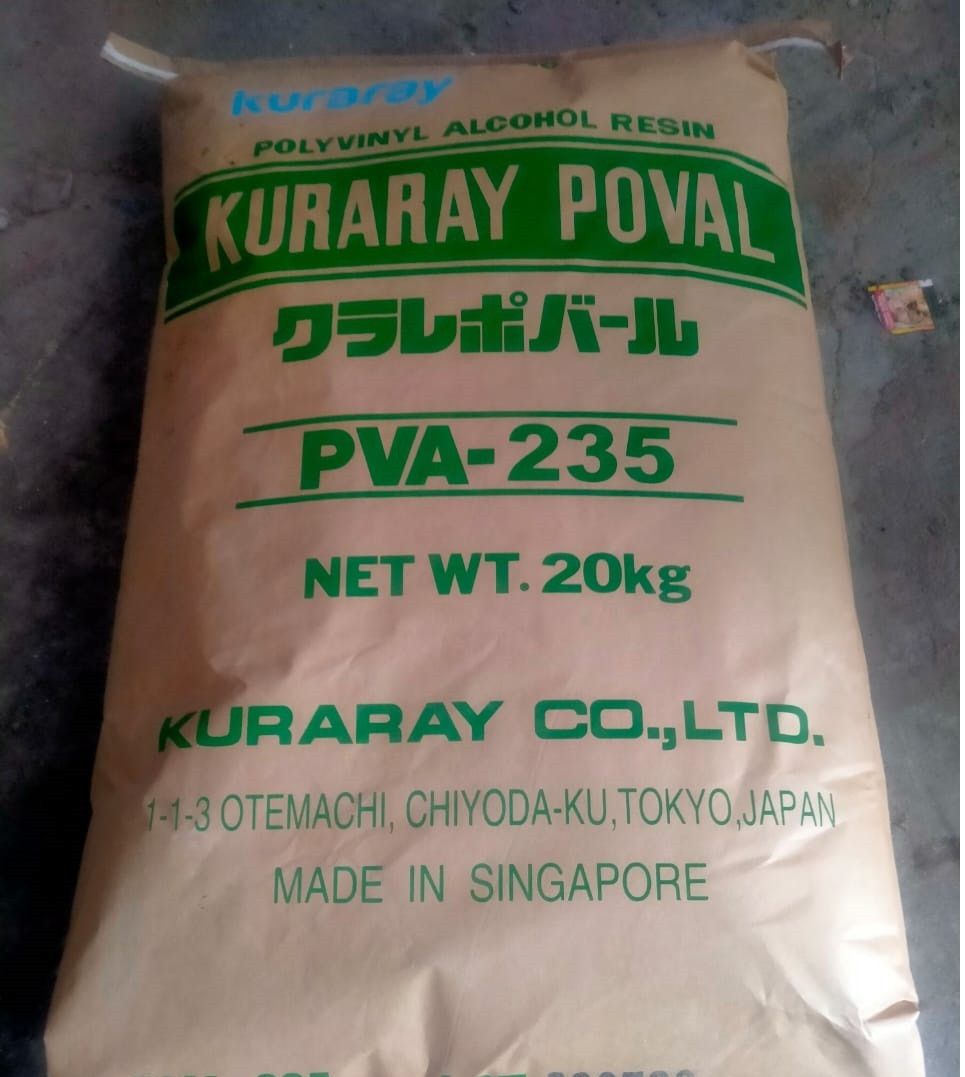 kuraray
POLYVINYL ALCOHOL RESIN
KURARAY POVAL
クラレポバール
PVA-235
NET WT. 20kg
KURARAY CO.,LTD.
1-1-3 OTEMACHI, CHIYODA-KU,TOKYO,JAPAN
MADE IN SINGAPORE